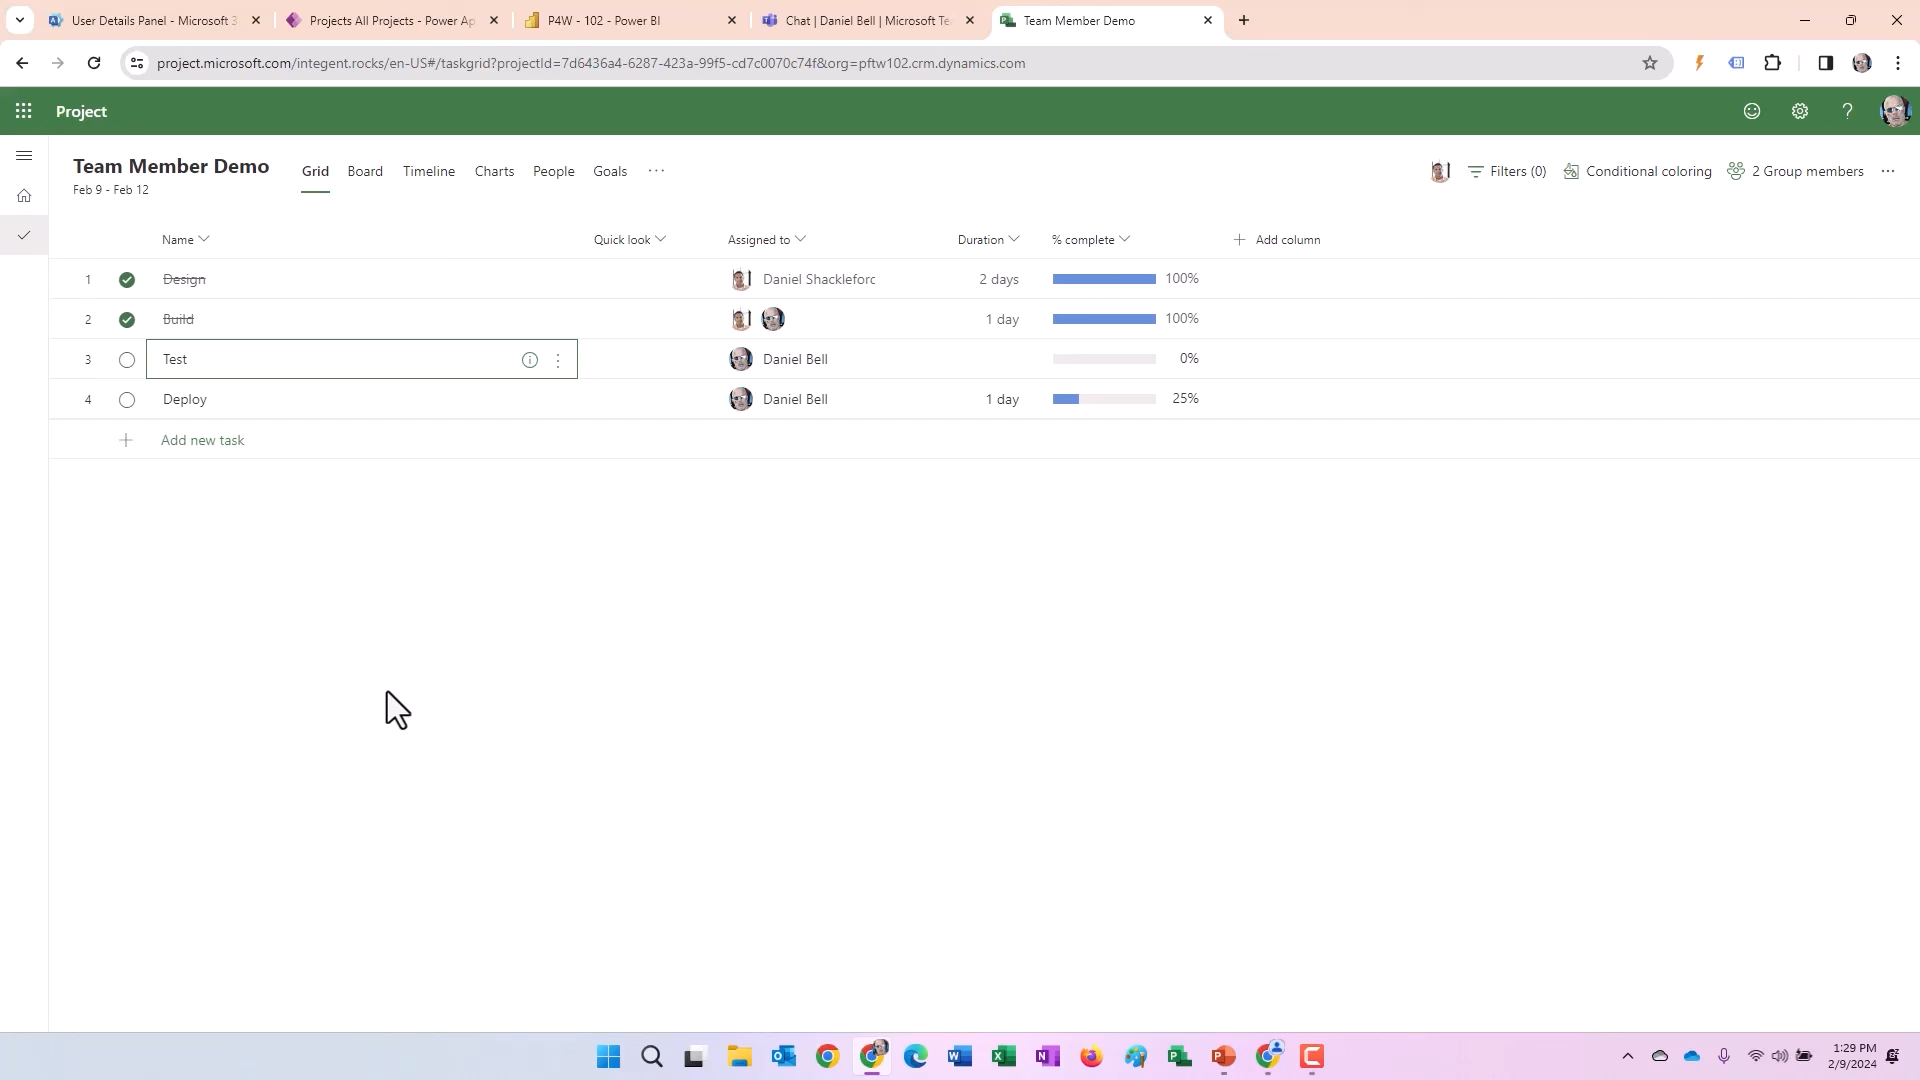 User Details Panel - Microsoft 3
Projects All Projects - Power Ap
P4W - 102 - Power BI
Chat | Daniel Bell | Microsoft Te
Team Member Demo
project.microsoft.com/integent.rocks/en-US#/taskgrid?projectId=7d6436a4-6287-423a-99f5-cd7c0070c74f&org=pftw102.crm.dynamics.com
Project
Team Member Demo
Feb 9 - Feb 12
Grid
Board
Timeline
Charts
People
Goals
Filters (0)
Conditional coloring
2 Group members
Name
Quick look
Assigned to
Duration
% complete
Add column
1 Design Daniel Shacklefor 2 days 100%
2 Build 1 day 100%
3 Test Daniel Bell 0%
4 Deploy Daniel Bell 1 day 25%
Add new task
1:29 PM
2/9/2024